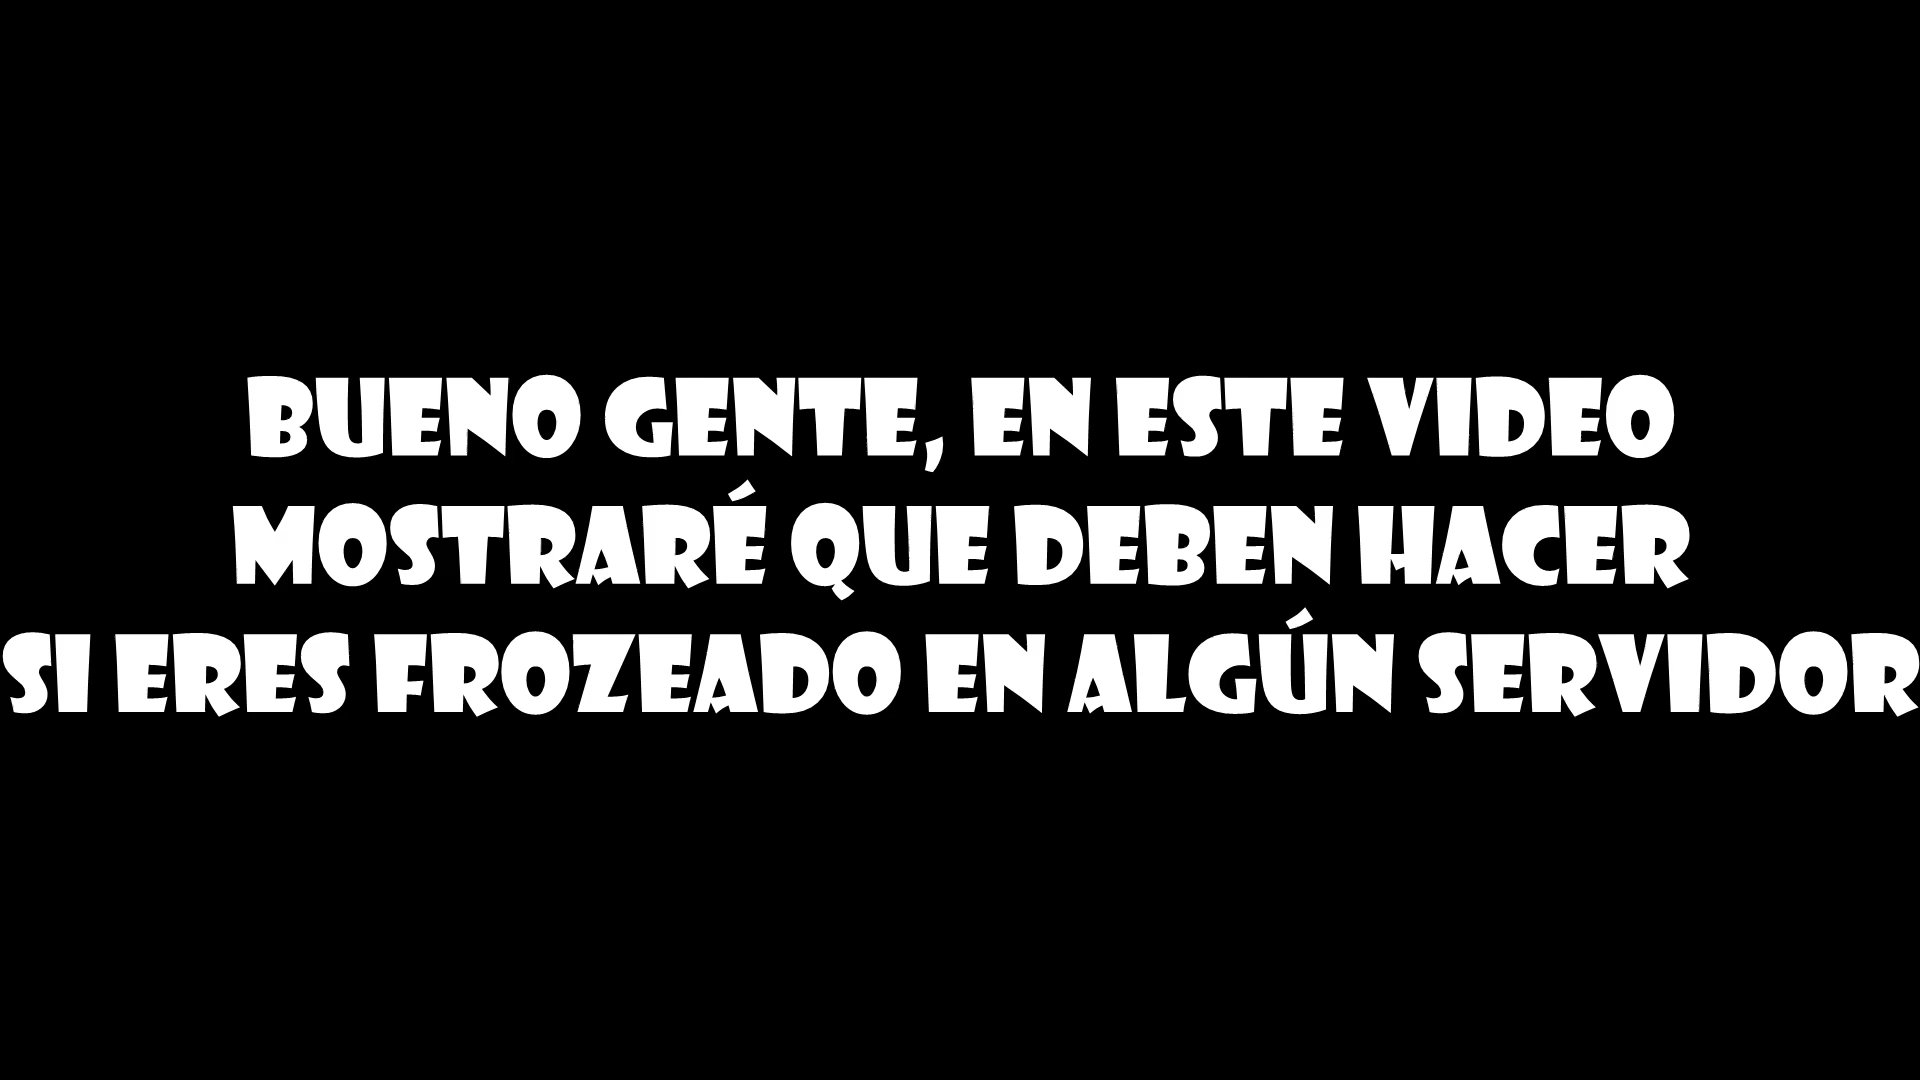 BUENO GENTE, EN ESTE VIDEO
MOSTRARÉ QUE DEBEN HACER
SI ERES FROZEADO EN ALGÚN SERVIDOR